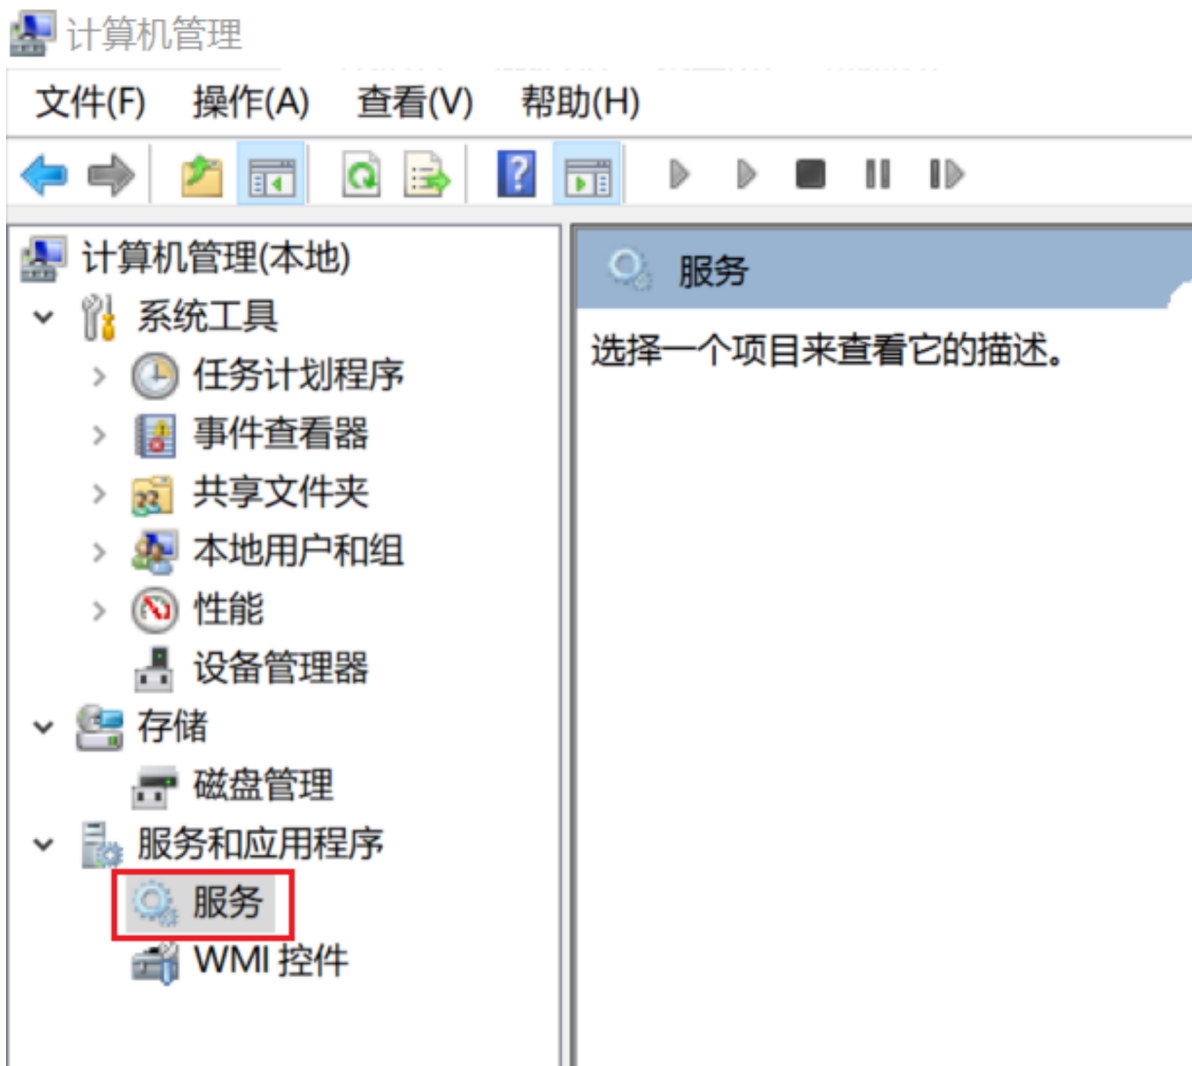 计算机管理
文件(F) 操作(A) 查看(V) 帮助(H)
计算机管理(本地)
系统工具
任务计划程序
事件查看器
共享文件夹
本地用户和组
性能
设备管理器
存储
磁盘管理
服务和应用程序
服务
WMI 控件
服务
选择一个项目来查看它的描述。